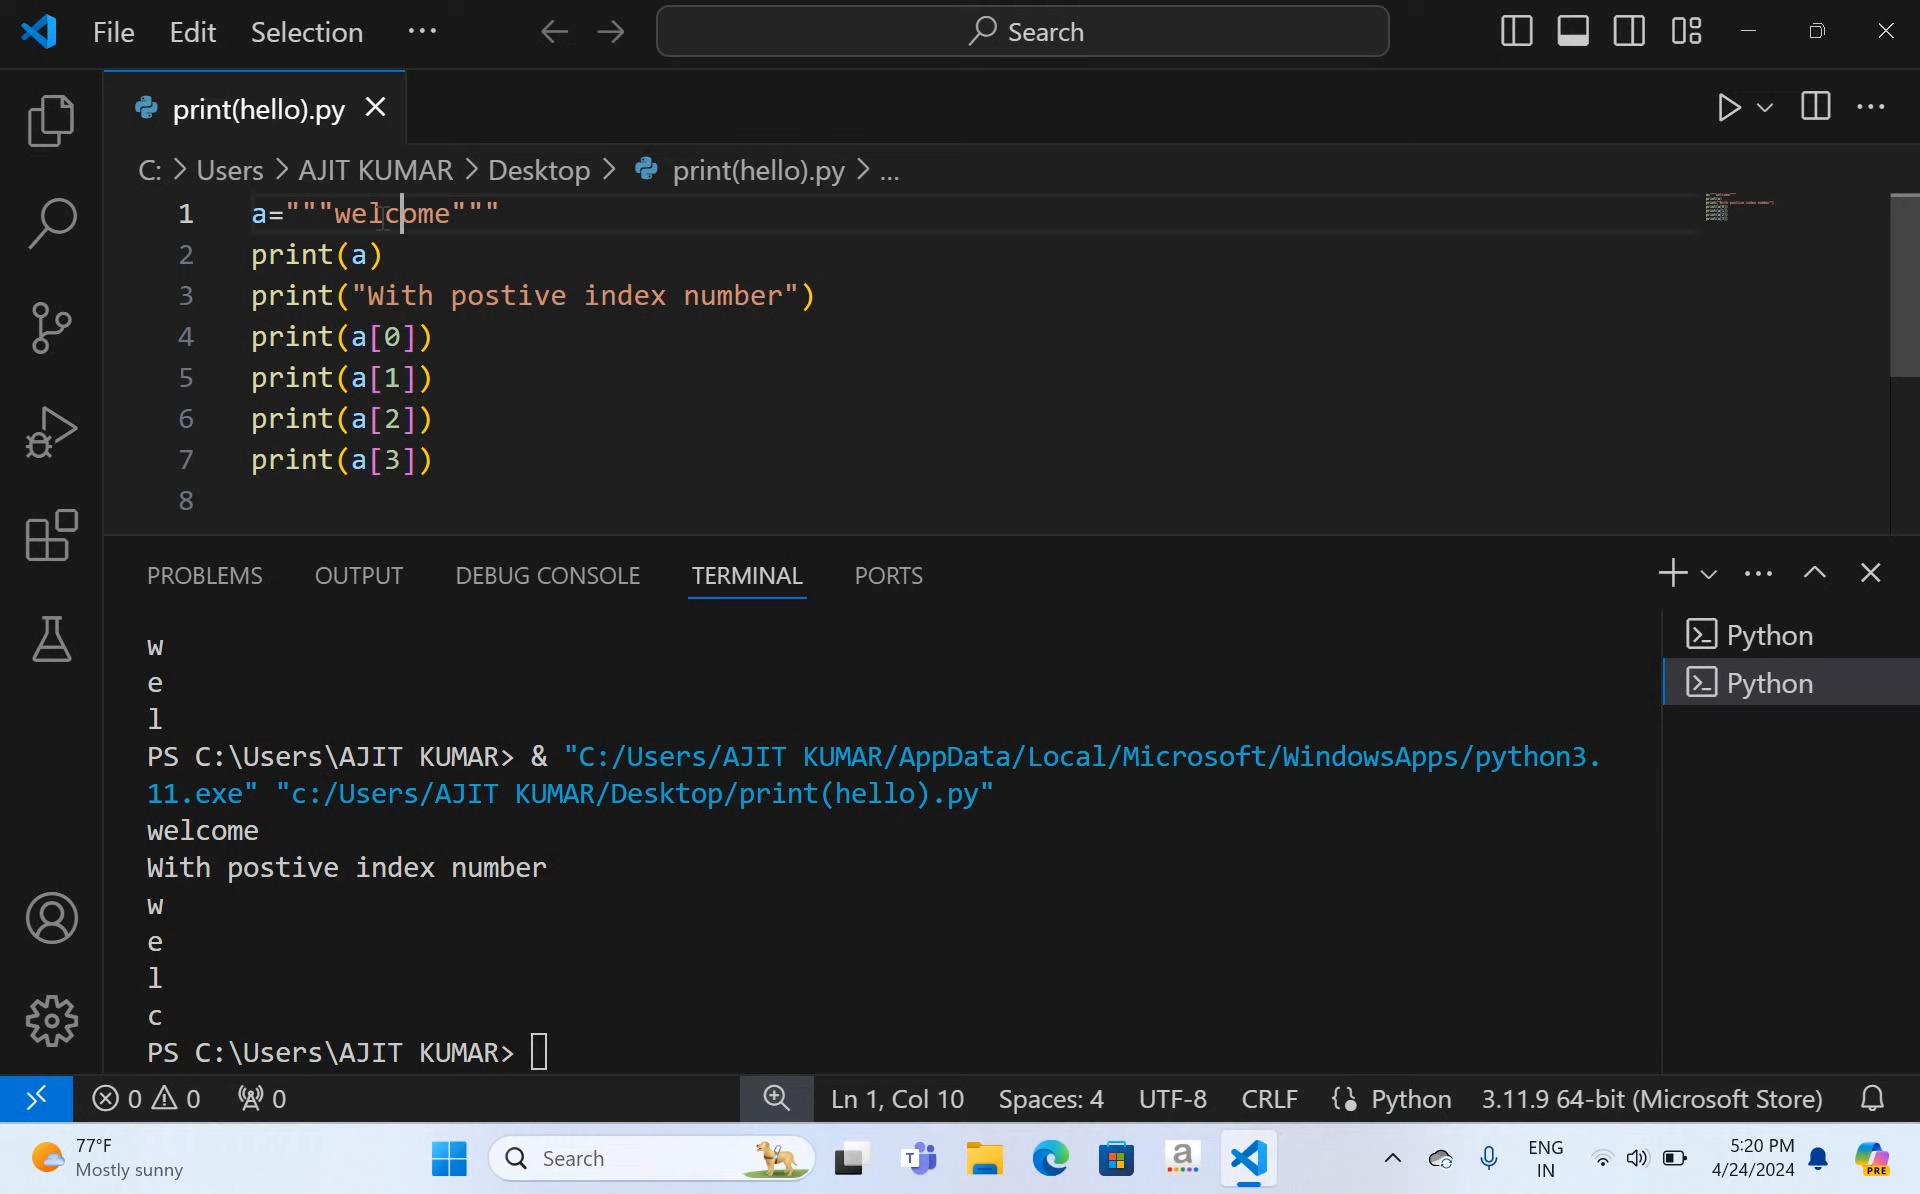 File Edit Selection ··· Search
print(hello).py
C: > Users > AJIT KUMAR > Desktop > print(hello).py > ...
1 a="""welcome"""
2 print(a)
3 print("With postive index number")
4 print(a[0])
5 print(a[1])
6 print(a[2])
7 print(a[3])
8
PROBLEMS OUTPUT DEBUG CONSOLE TERMINAL PORTS
Python
Python
w
e
l
PS C:\Users\AJIT KUMAR> & "C:/Users/AJIT KUMAR/AppData/Local/Microsoft/WindowsApps/python3.
11.exe" "c:/Users/AJIT KUMAR/Desktop/print(hello).py"
welcome
With postive index number
w
e
l
c
PS C:\Users\AJIT KUMAR>
0 0 0 Ln 1, Col 10 Spaces: 4 UTF-8 CRLF Python 3.11.9 64-bit (Microsoft Store)
77°F
Mostly sunny
Search
T
a
ENG
IN
5:20 PM
4/24/2024
PRE